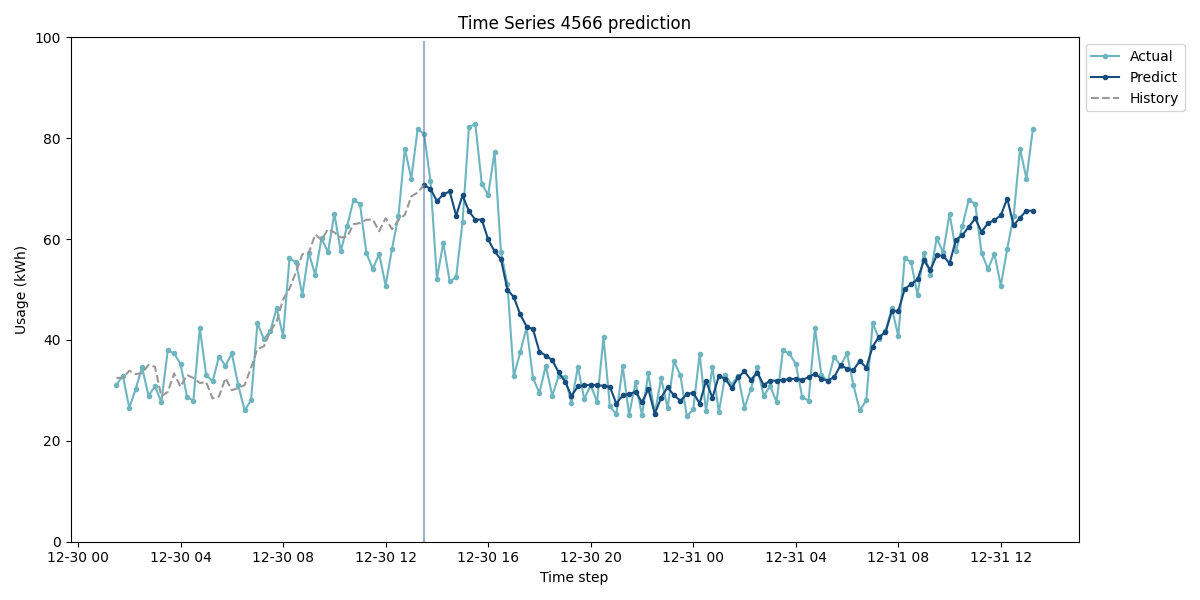 Time Series 4566 prediction
Actual
Predict
History
Usage (kWh)
100
80
60
40
20
0
12-30 00
12-30 04
12-30 08
12-30 12
12-30 16
12-30 20
12-31 00
12-31 04
12-31 08
12-31 12
Time step